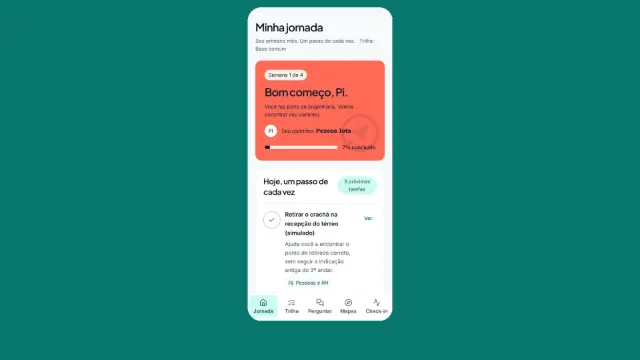 Minha jornada
Seu primeiro mês. Um passo de cada vez. Trilha:
Base comum
Semana 1 de 4
Bom começo, Pi.
Você faz parte de Engenharia. Vamos
encontrar seu caminho.
PI
Seu padrinho: Pessoa Jota
7% concluído
Hoje, um passo de
cada vez
3 próximas
tarefas
Retirar o crachá na
recepção do térreo
(simulado)
Ver
Ajuda você a encontrar o
ponto de retirada correto,
sem seguir a indicação
antiga do 3º andar.
Pessoas e RH
Jornada
Trilha
Perguntar
Mapas
Check-in